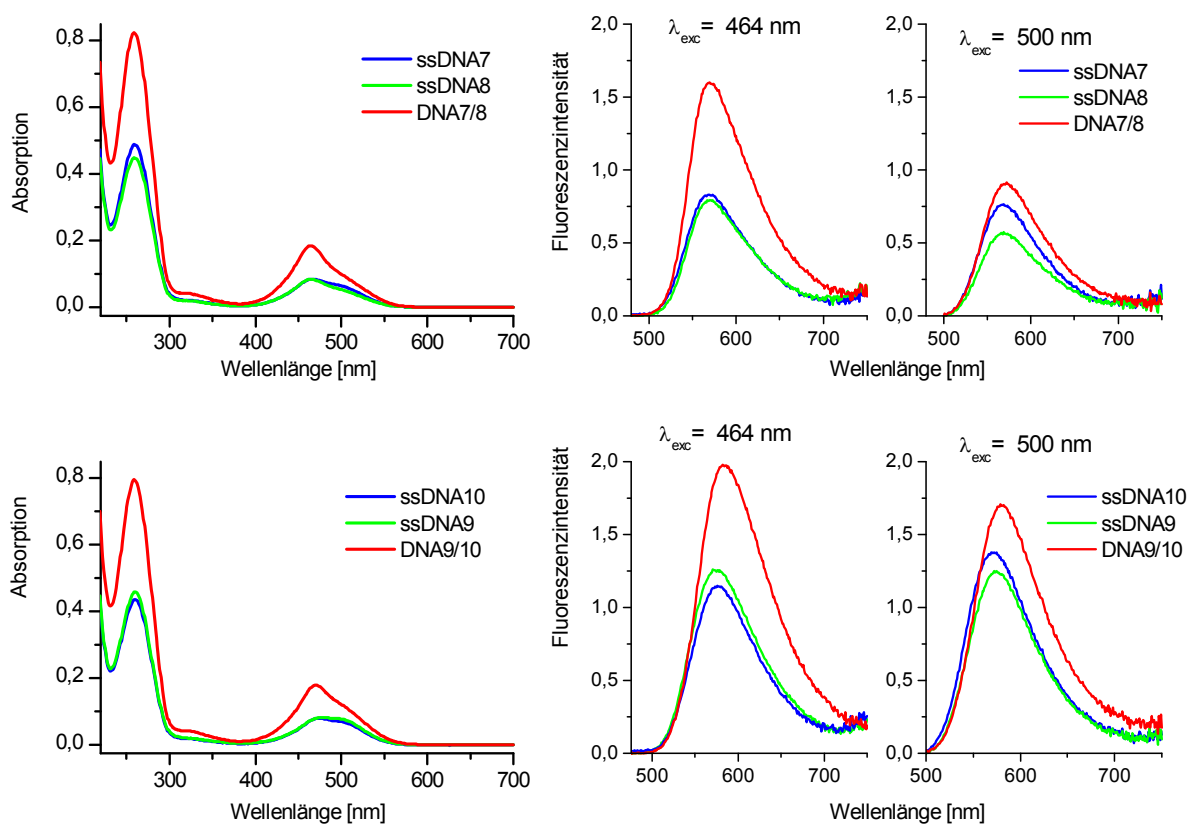 Absorption
0,8
0,6
0,4
0,2
0,0
300
400
500
600
700
Wellenlänge [nm]
ssDNA7
ssDNA8
DNA7/8
Fluoreszenzintensität
2,0
1,5
1,0
0,5
0,0
500
600
700
λexc= 464 nm
2,0
1,5
1,0
0,5
0,0
500
600
700
λexc= 500 nm
ssDNA7
ssDNA8
DNA7/8
Wellenlänge [nm]
Absorption
0,8
0,6
0,4
0,2
0,0
300
400
500
600
700
Wellenlänge [nm]
ssDNA10
ssDNA9
DNA9/10
Fluoreszenzintensität
λexc= 464 nm
2,0
1,5
1,0
0,5
0,0
500
600
700
λexc= 500 nm
2,0
1,5
1,0
0,5
0,0
500
600
700
ssDNA10
ssDNA9
DNA9/10
Wellenlänge [nm]